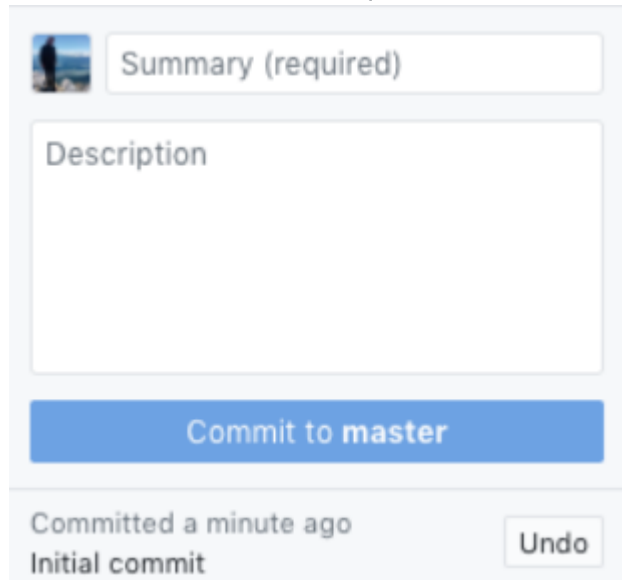 Summary (required)
Description
Commit to master
Committed a minute ago
Initial commit
Undo